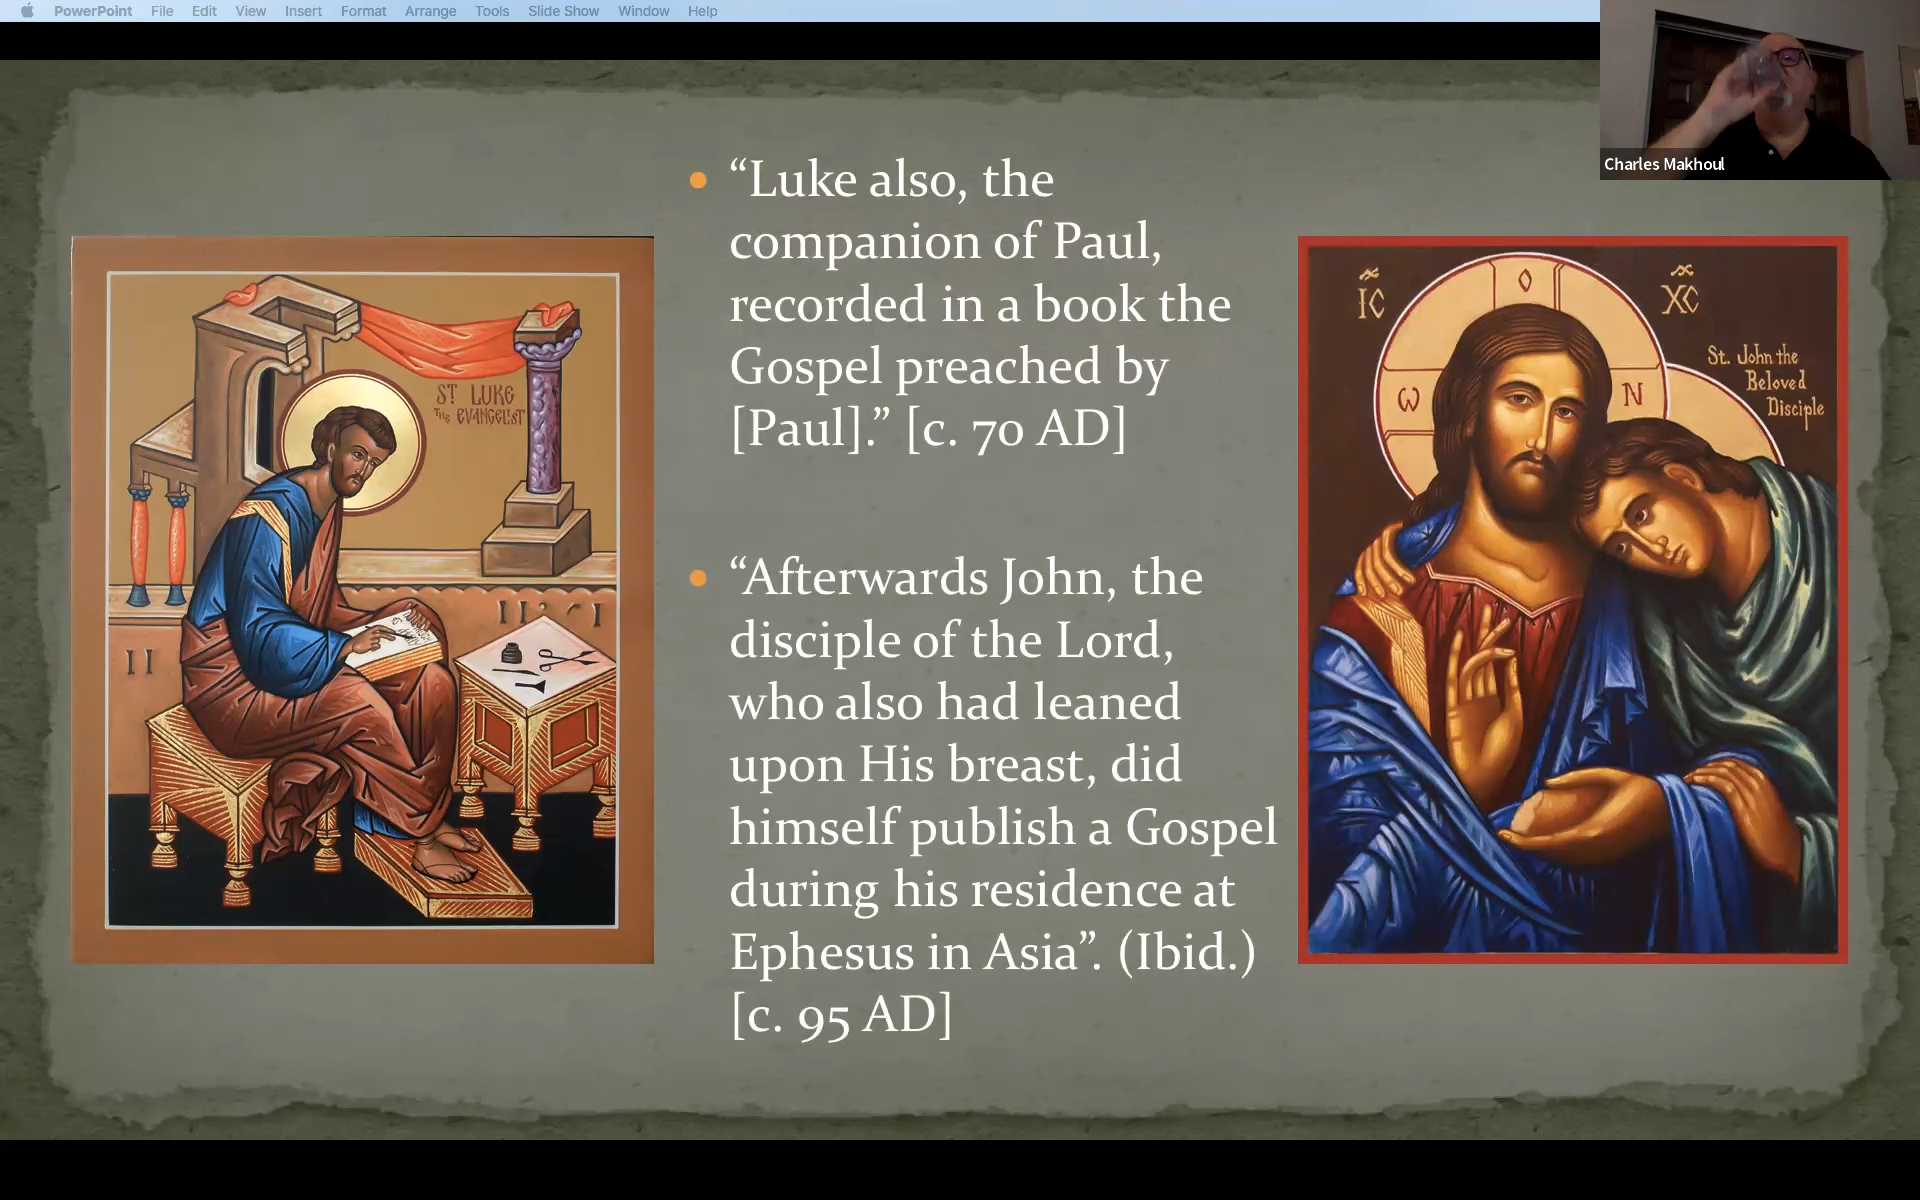 PowerPoint File Edit View Insert Format Arrange Tools Slide Show Window Help
Charles Makhoul
“Luke also, the
companion of Paul,
recorded in a book the
Gospel preached by
[Paul].” [c. 70 AD]
“Afterwards John, the
disciple of the Lord,
who also had leaned
upon His breast, did
himself publish a Gospel
during his residence at
Ephesus in Asia”. (Ibid.)
[c. 95 AD]
ST LUKE
THE EVANGELIST
IC XC
Ѡ Ο Ν
St. John the
Beloved
Disciple